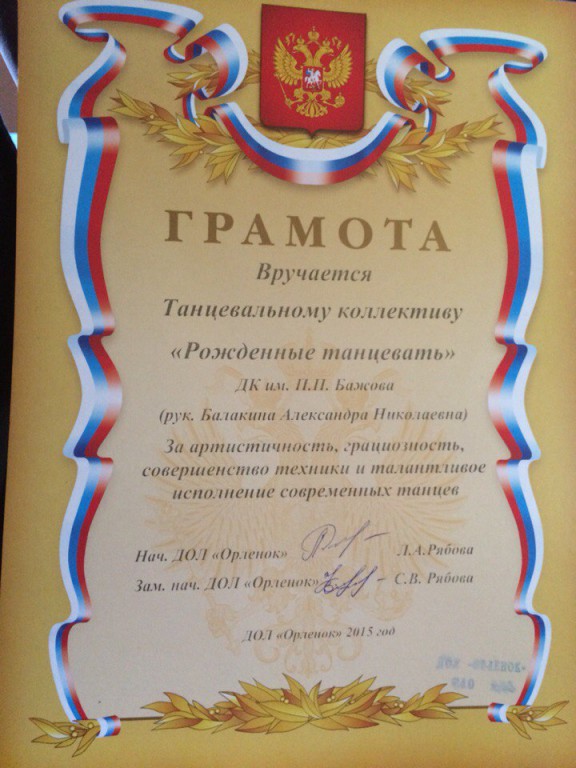 ГРАМОТА
Вручается
Танцевальному коллективу
«Рожденные танцевать»
ДК им. П.П. Бажова
(рук. Балакина Александра Николаевна)
За артистичность, грациозность,
совершенство техники и талантливое
исполнение современных танцев
Нач. ДОЛ «Орленок» Л.А.Рябова
Зам. нач. ДОЛ «Орленок» С.В. Рябова
ДОЛ «Орленок» 2015 год